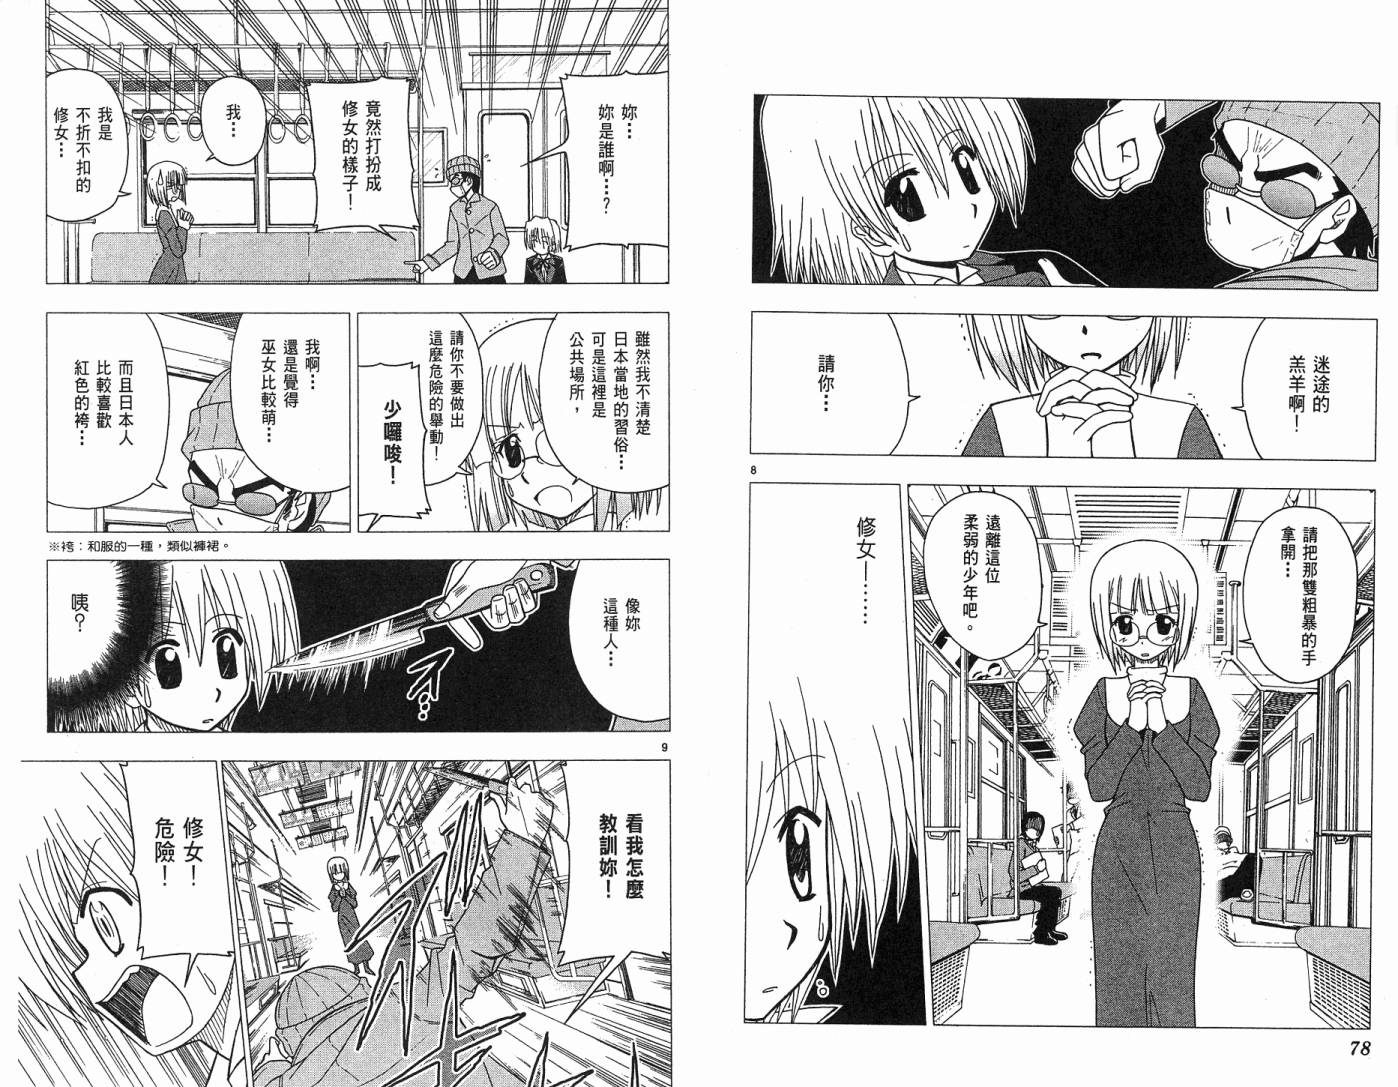 迷途的
羔羊啊！
請你…
8
請把那雙粗暴的手
拿開…
遠離這位
柔弱的少年吧。
修女－……
78
妳…
妳是誰啊…?
竟然打扮成
修女的樣子！
我…
我是
不折不扣的
修女…
雖然我不清楚
日本當地的習俗…
可是這裡是
公共場所，
請你不要做出
這麼危險的舉動！
少囉唆！
我啊…
還是覺得
巫女比較萌…
而且日本人
比較喜歡
紅色的袴…
※袴：和服的一種，類似褲裙。
像妳
這種人…
咦？
9
看我怎麼
教訓妳！
修女！
危險！